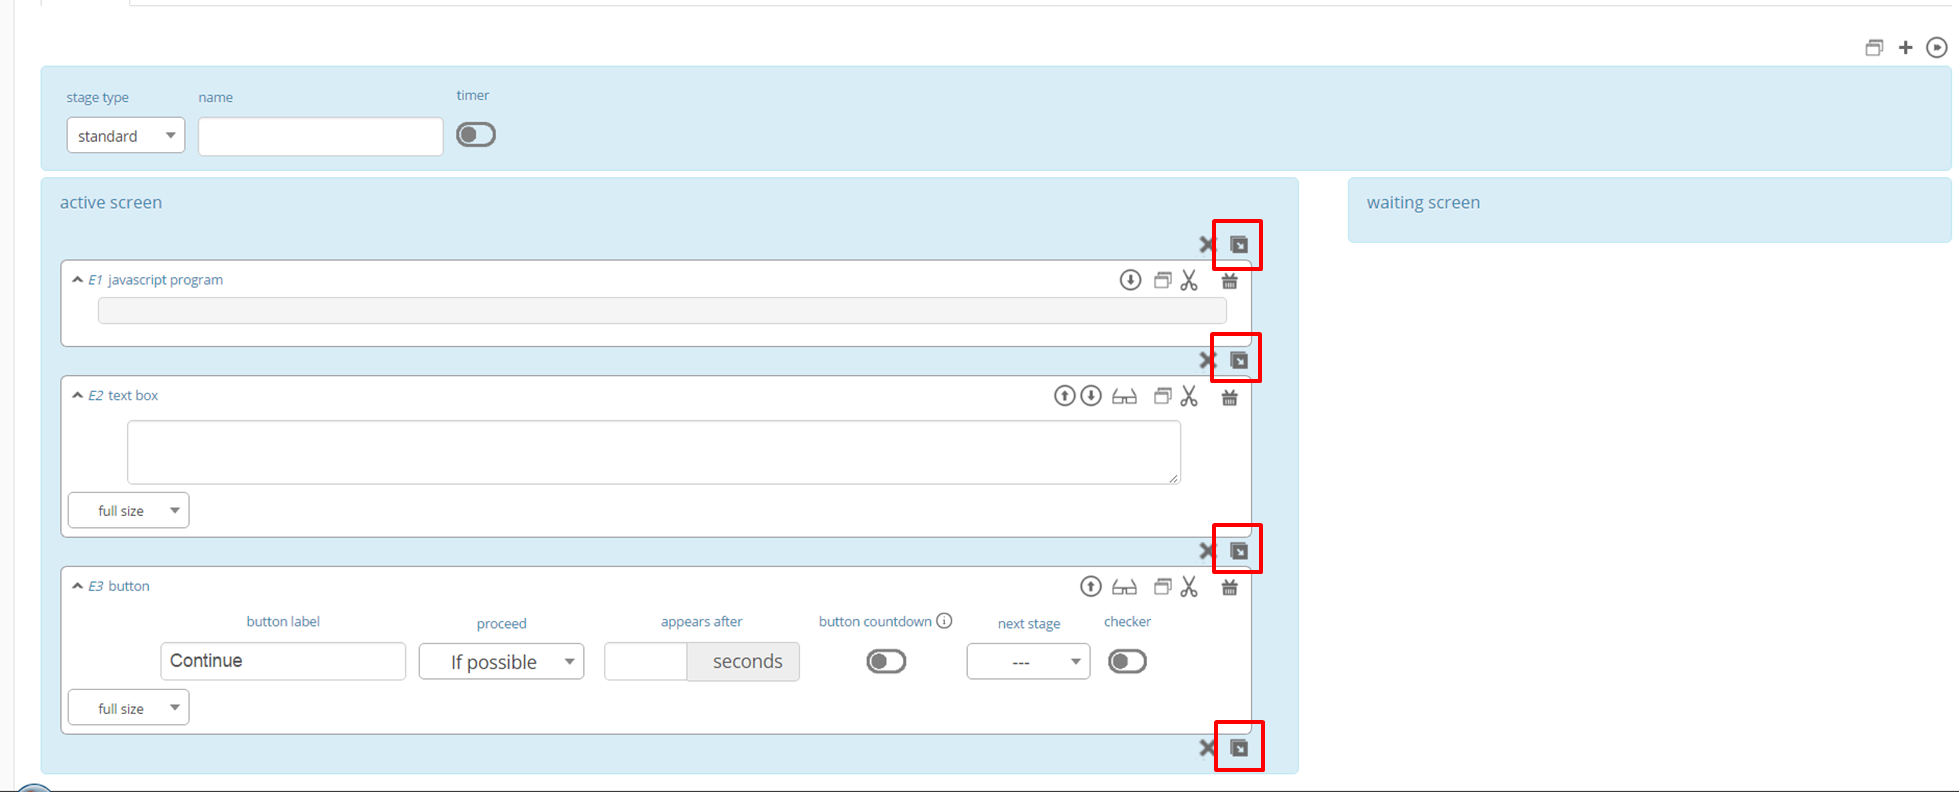 stage type name timer
standard
active screen waiting screen
E1 javascript program
E2 text box
full size
E3 button
button label proceed appears after button countdown next stage checker
Continue If possible seconds ---
full size